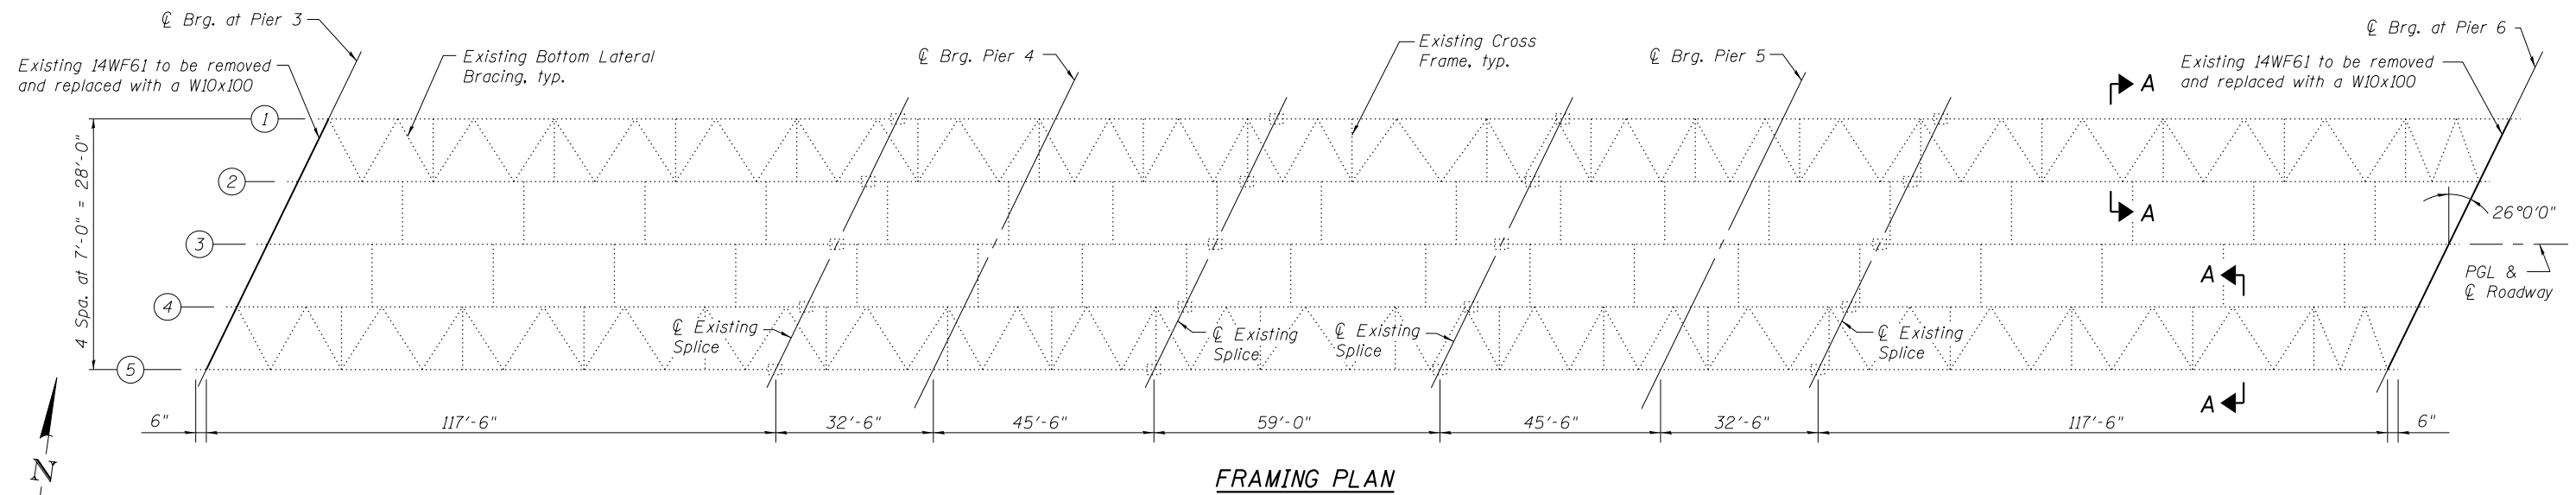 ℄ Brg. at Pier 3
Existing 14WF61 to be removed
and replaced with a W10x100
Existing Bottom Lateral
Bracing, typ.
℄ Brg. Pier 4
Existing Cross
Frame, typ.
℄ Brg. Pier 5
℄ Brg. at Pier 6
Existing 14WF61 to be removed
and replaced with a W10x100
A
A
1
2
3
4
5
4 Spa. at 7'-0" = 28'-0"
26°0'0"
PGL &
℄ Roadway
A
A
℄ Existing
Splice
℄ Existing
Splice
℄ Existing
Splice
℄ Existing
Splice
6"
117'-6"
32'-6"
45'-6"
59'-0"
45'-6"
32'-6"
117'-6"
6"
N
FRAMING PLAN